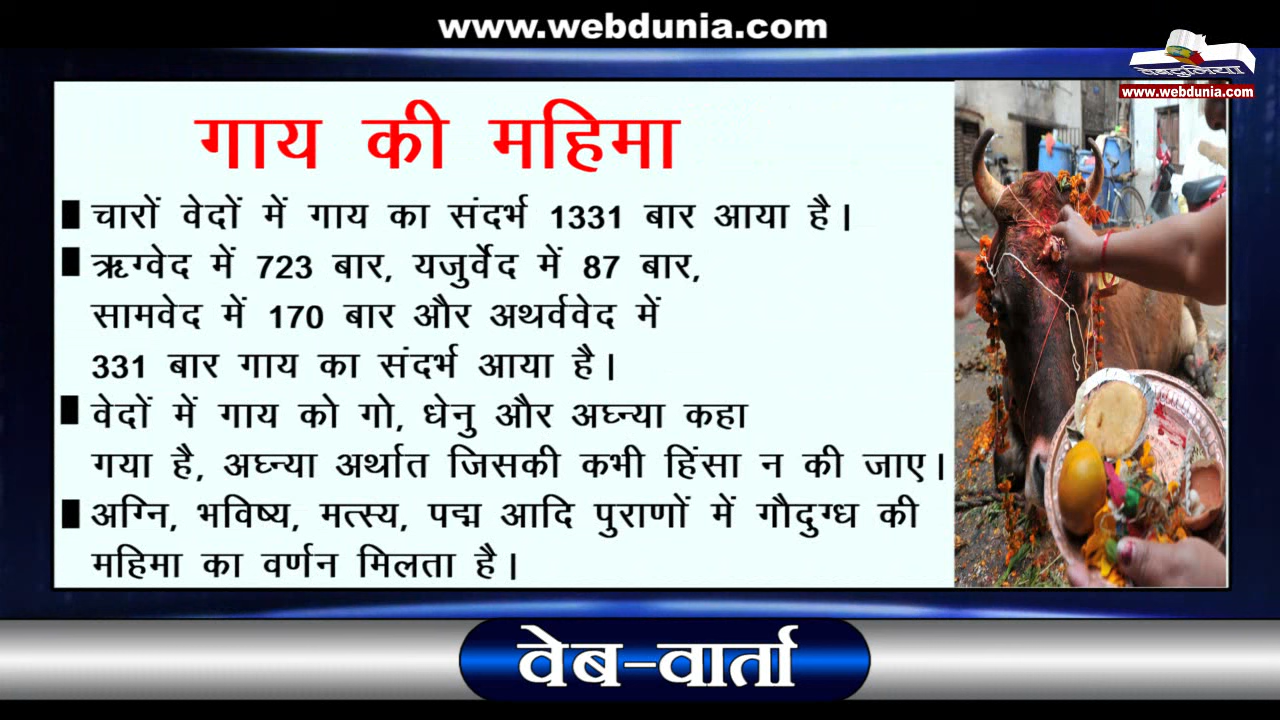 www.webdunia.com
वेबदुनिया
www.webdunia.com
गाय की महिमा
चारों वेदों में गाय का संदर्भ 1331 बार आया है।
ऋग्वेद में 723 बार, यजुर्वेद में 87 बार,
सामवेद में 170 बार और अथर्ववेद में
331 बार गाय का संदर्भ आया है।
वेदों में गाय को गो, धेनु और अघ्न्या कहा
गया है, अघ्न्या अर्थात जिसकी कभी हिंसा न की जाए।
अग्नि, भविष्य, मत्स्य, पद्म आदि पुराणों में गौदुग्ध की
महिमा का वर्णन मिलता है।
वेब-वार्ता